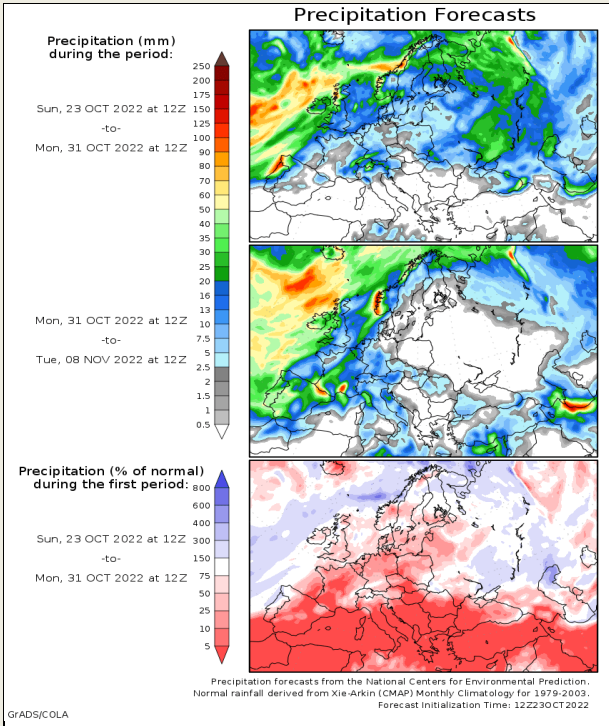 Precipitation Forecasts
Precipitation (mm)
during the period:
Sun, 23 OCT 2022 at 12Z
-to-
Mon, 31 OCT 2022 at 12Z
250
200
175
150
125
100
90
80
70
60
50
40
35
30
25
20
16
13
10
7.5
5
2.5
2
1.5
1
0.5
Mon, 31 OCT 2022 at 12Z
-to-
Tue, 08 NOV 2022 at 12Z
Precipitation (% of normal)
during the first period:
Sun, 23 OCT 2022 at 12Z
-to-
Mon, 31 OCT 2022 at 12Z
800
600
400
300
150
75
50
25
10
5
Precipitation forecasts from the National Centers for Environmental Prediction.
Normal rainfall derived from Xie-Arkin (CMAP) Monthly Climatology for 1979-2003.
Forecast Initialization Time: 12Z23OCT2022
GrADS/COLA